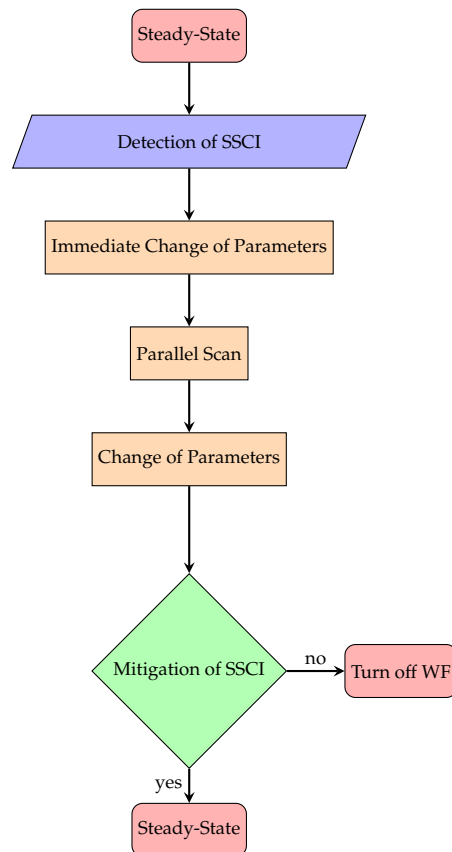 Steady-State
Detection of SSCI
Immediate Change of Parameters
Parallel Scan
Change of Parameters
Mitigation of SSCI
no
Turn off WF
yes
Steady-State